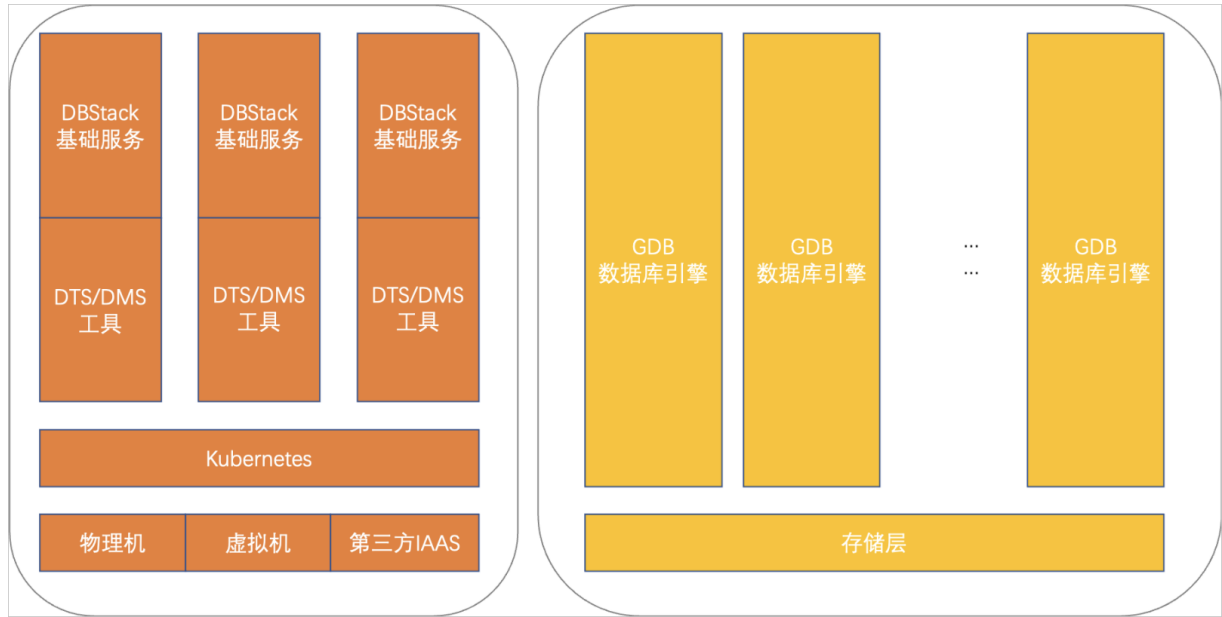 DBStack
基础服务
DBStack
基础服务
DBStack
基础服务
DTS/DMS
工具
DTS/DMS
工具
DTS/DMS
工具
Kubernetes
物理机
虚拟机
第三方IAAS
GDB
数据库引擎
GDB
数据库引擎
...
...
GDB
数据库引擎
存储层